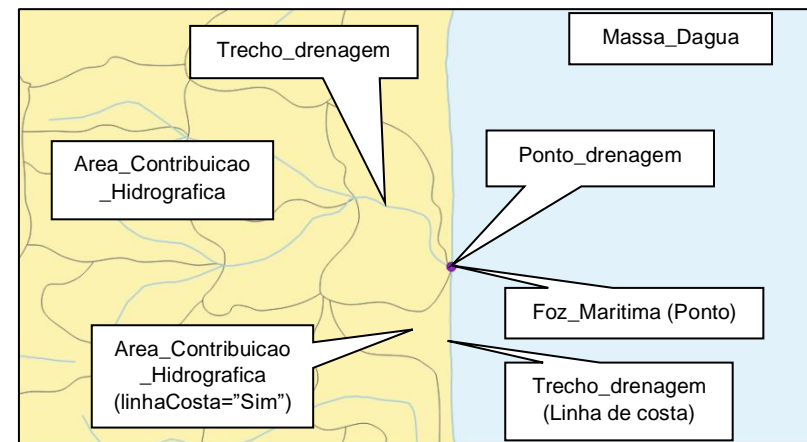 Trecho_drenagem
Massa_Dagua
Area_Contribuicao
_Hidrografica
Ponto_drenagem
Foz_Maritima (Ponto)
Area_Contribuicao
_Hidrografica
(linhaCosta="Sim”)
Trecho_drenagem
(Linha de costa)